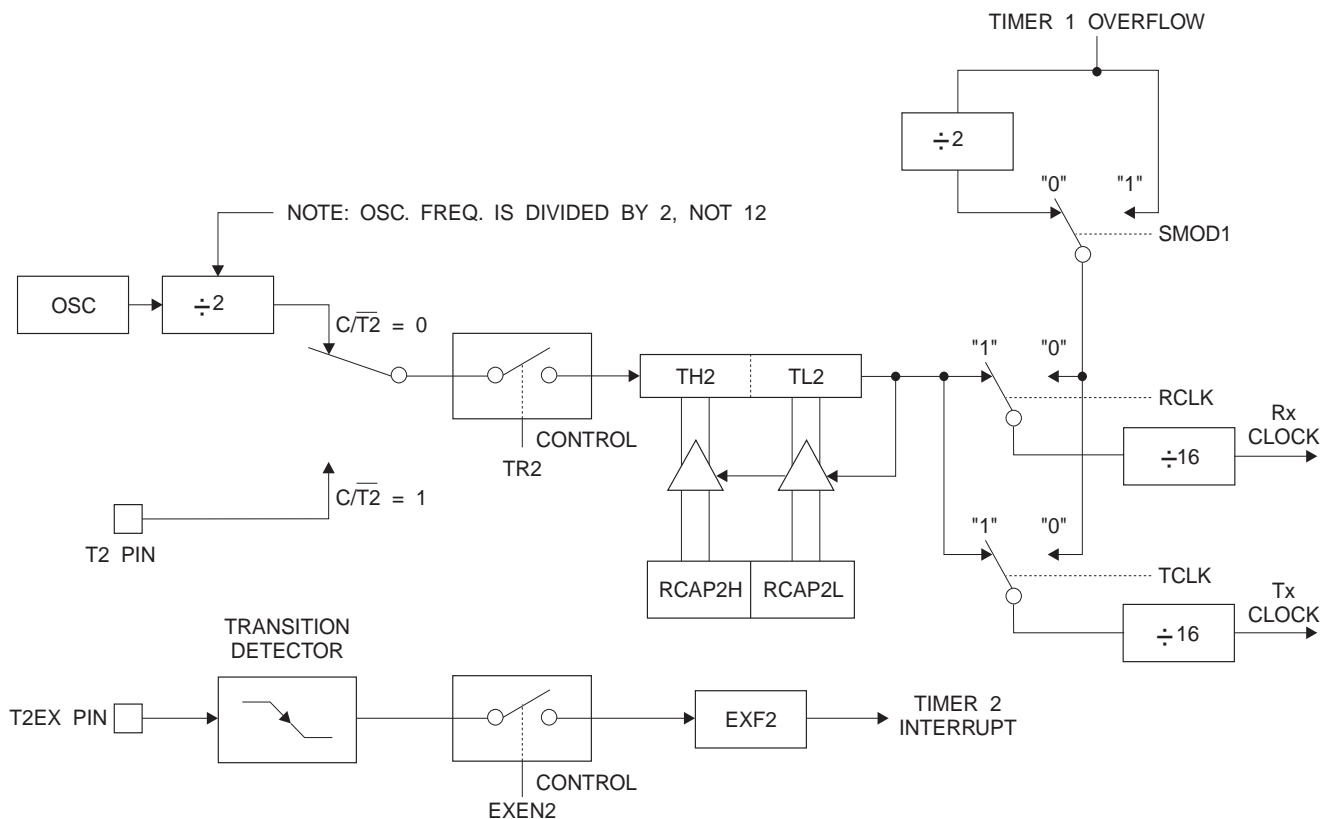 TIMER 1 OVERFLOW
÷2
"0" "1"
NOTE: OSC. FREQ. IS DIVIDED BY 2, NOT 12
SMOD1
OSC
÷2
C/T̅2̅ = 0
"1" "0"
TH2 TL2
RCLK
Rx
CLOCK
CONTROL
TR2
÷16
C/T̅2̅ = 1
"1" "0"
T2 PIN
TCLK
RCAP2H RCAP2L
Tx
CLOCK
TRANSITION
DETECTOR
÷16
T2EX PIN
EXF2
TIMER 2
INTERRUPT
CONTROL
EXEN2